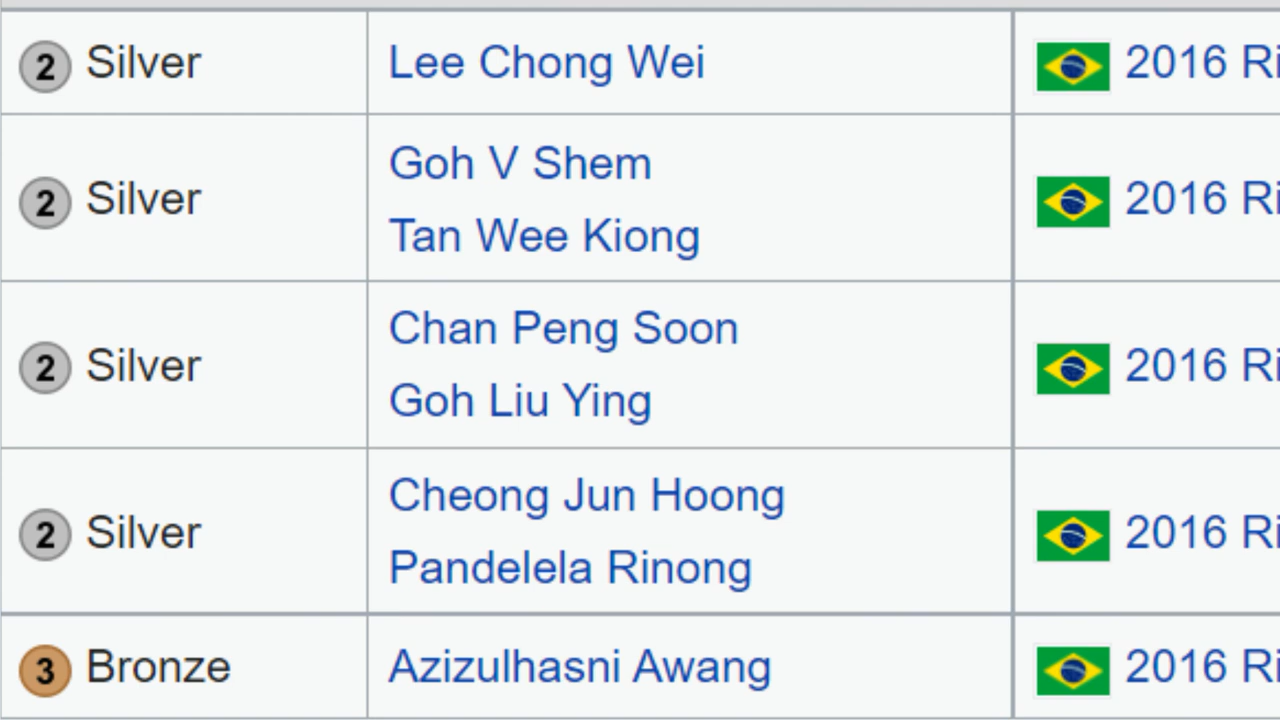 2 Silver Lee Chong Wei 2016 Ri
2 Silver Goh V Shem 2016 Ri
Tan Wee Kiong
2 Silver Chan Peng Soon 2016 Ri
Goh Liu Ying
2 Silver Cheong Jun Hoong 2016 Ri
Pandelela Rinong
3 Bronze Azizulhasni Awang 2016 Ri